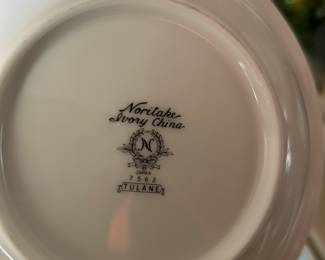 Noritake
Ivory China
N
7562
TULANE